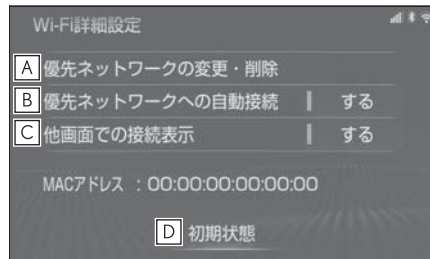 Wi-Fi詳細設定
A 優先ネットワークの変更・削除
B 優先ネットワークへの自動接続 する
C 他画面での接続表示 する
MACアドレス : 00:00:00:00:00:00
D 初期状態